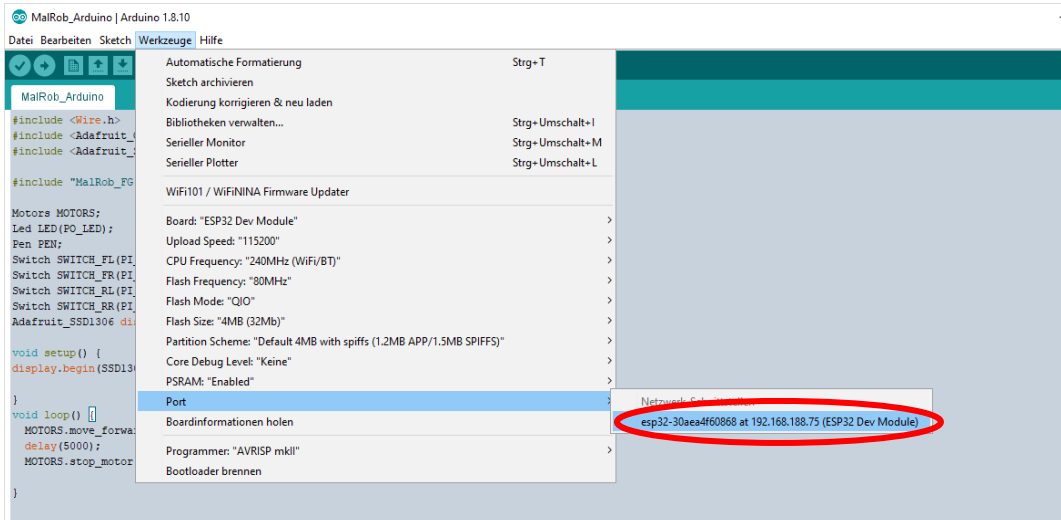 MalRob_Arduino | Arduino 1.8.10
Datei Bearbeiten Sketch Werkzeuge Hilfe
MalRob_Arduino
#include <Wire.h>
#include <Adafruit_
#include <Adafruit_
#include "MalRob_FG
Motors MOTORS;
Led LED(PO_LED);
Pen PEN;
Switch SWITCH_FL(PI_
Switch SWITCH_FR(PI_
Switch SWITCH_RL(PI_
Switch SWITCH_RR(PI_
Adafruit_SSD1306 di
void setup() {
display.begin(SSD13
}
void loop() {
MOTORS.move_forwa
delay(5000);
MOTORS.stop_motor
}
Automatische Formatierung Strg+T
Sketch archivieren
Kodierung korrigieren & neu laden
Bibliotheken verwalten... Strg+Umschalt+I
Serieller Monitor Strg+Umschalt+M
Serieller Plotter Strg+Umschalt+L
WiFi101 / WiFiNINA Firmware Updater
Board: "ESP32 Dev Module"
Upload Speed: "115200"
CPU Frequency: "240MHz (WiFi/BT)"
Flash Frequency: "80MHz"
Flash Mode: "QIO"
Flash Size: "4MB (32Mb)"
Partition Scheme: "Default 4MB with spiffs (1.2MB APP/1.5MB SPIFFS)"
Core Debug Level: "Keine"
PSRAM: "Enabled"
Port
Boardinformationen holen
Programmer: "AVRISP mkII"
Bootloader brennen
Netzwerk-Schnittstellen
esp32-30aea4f60868 at 192.168.188.75 (ESP32 Dev Module)